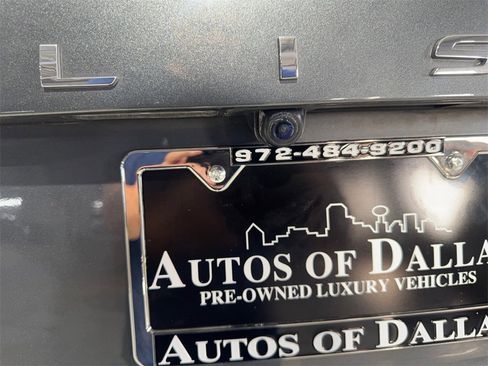 L I S
972-484-9200
AUTOS OF DALLA
PRE-OWNED LUXURY VEHICLES
AUTOS OF DALLA